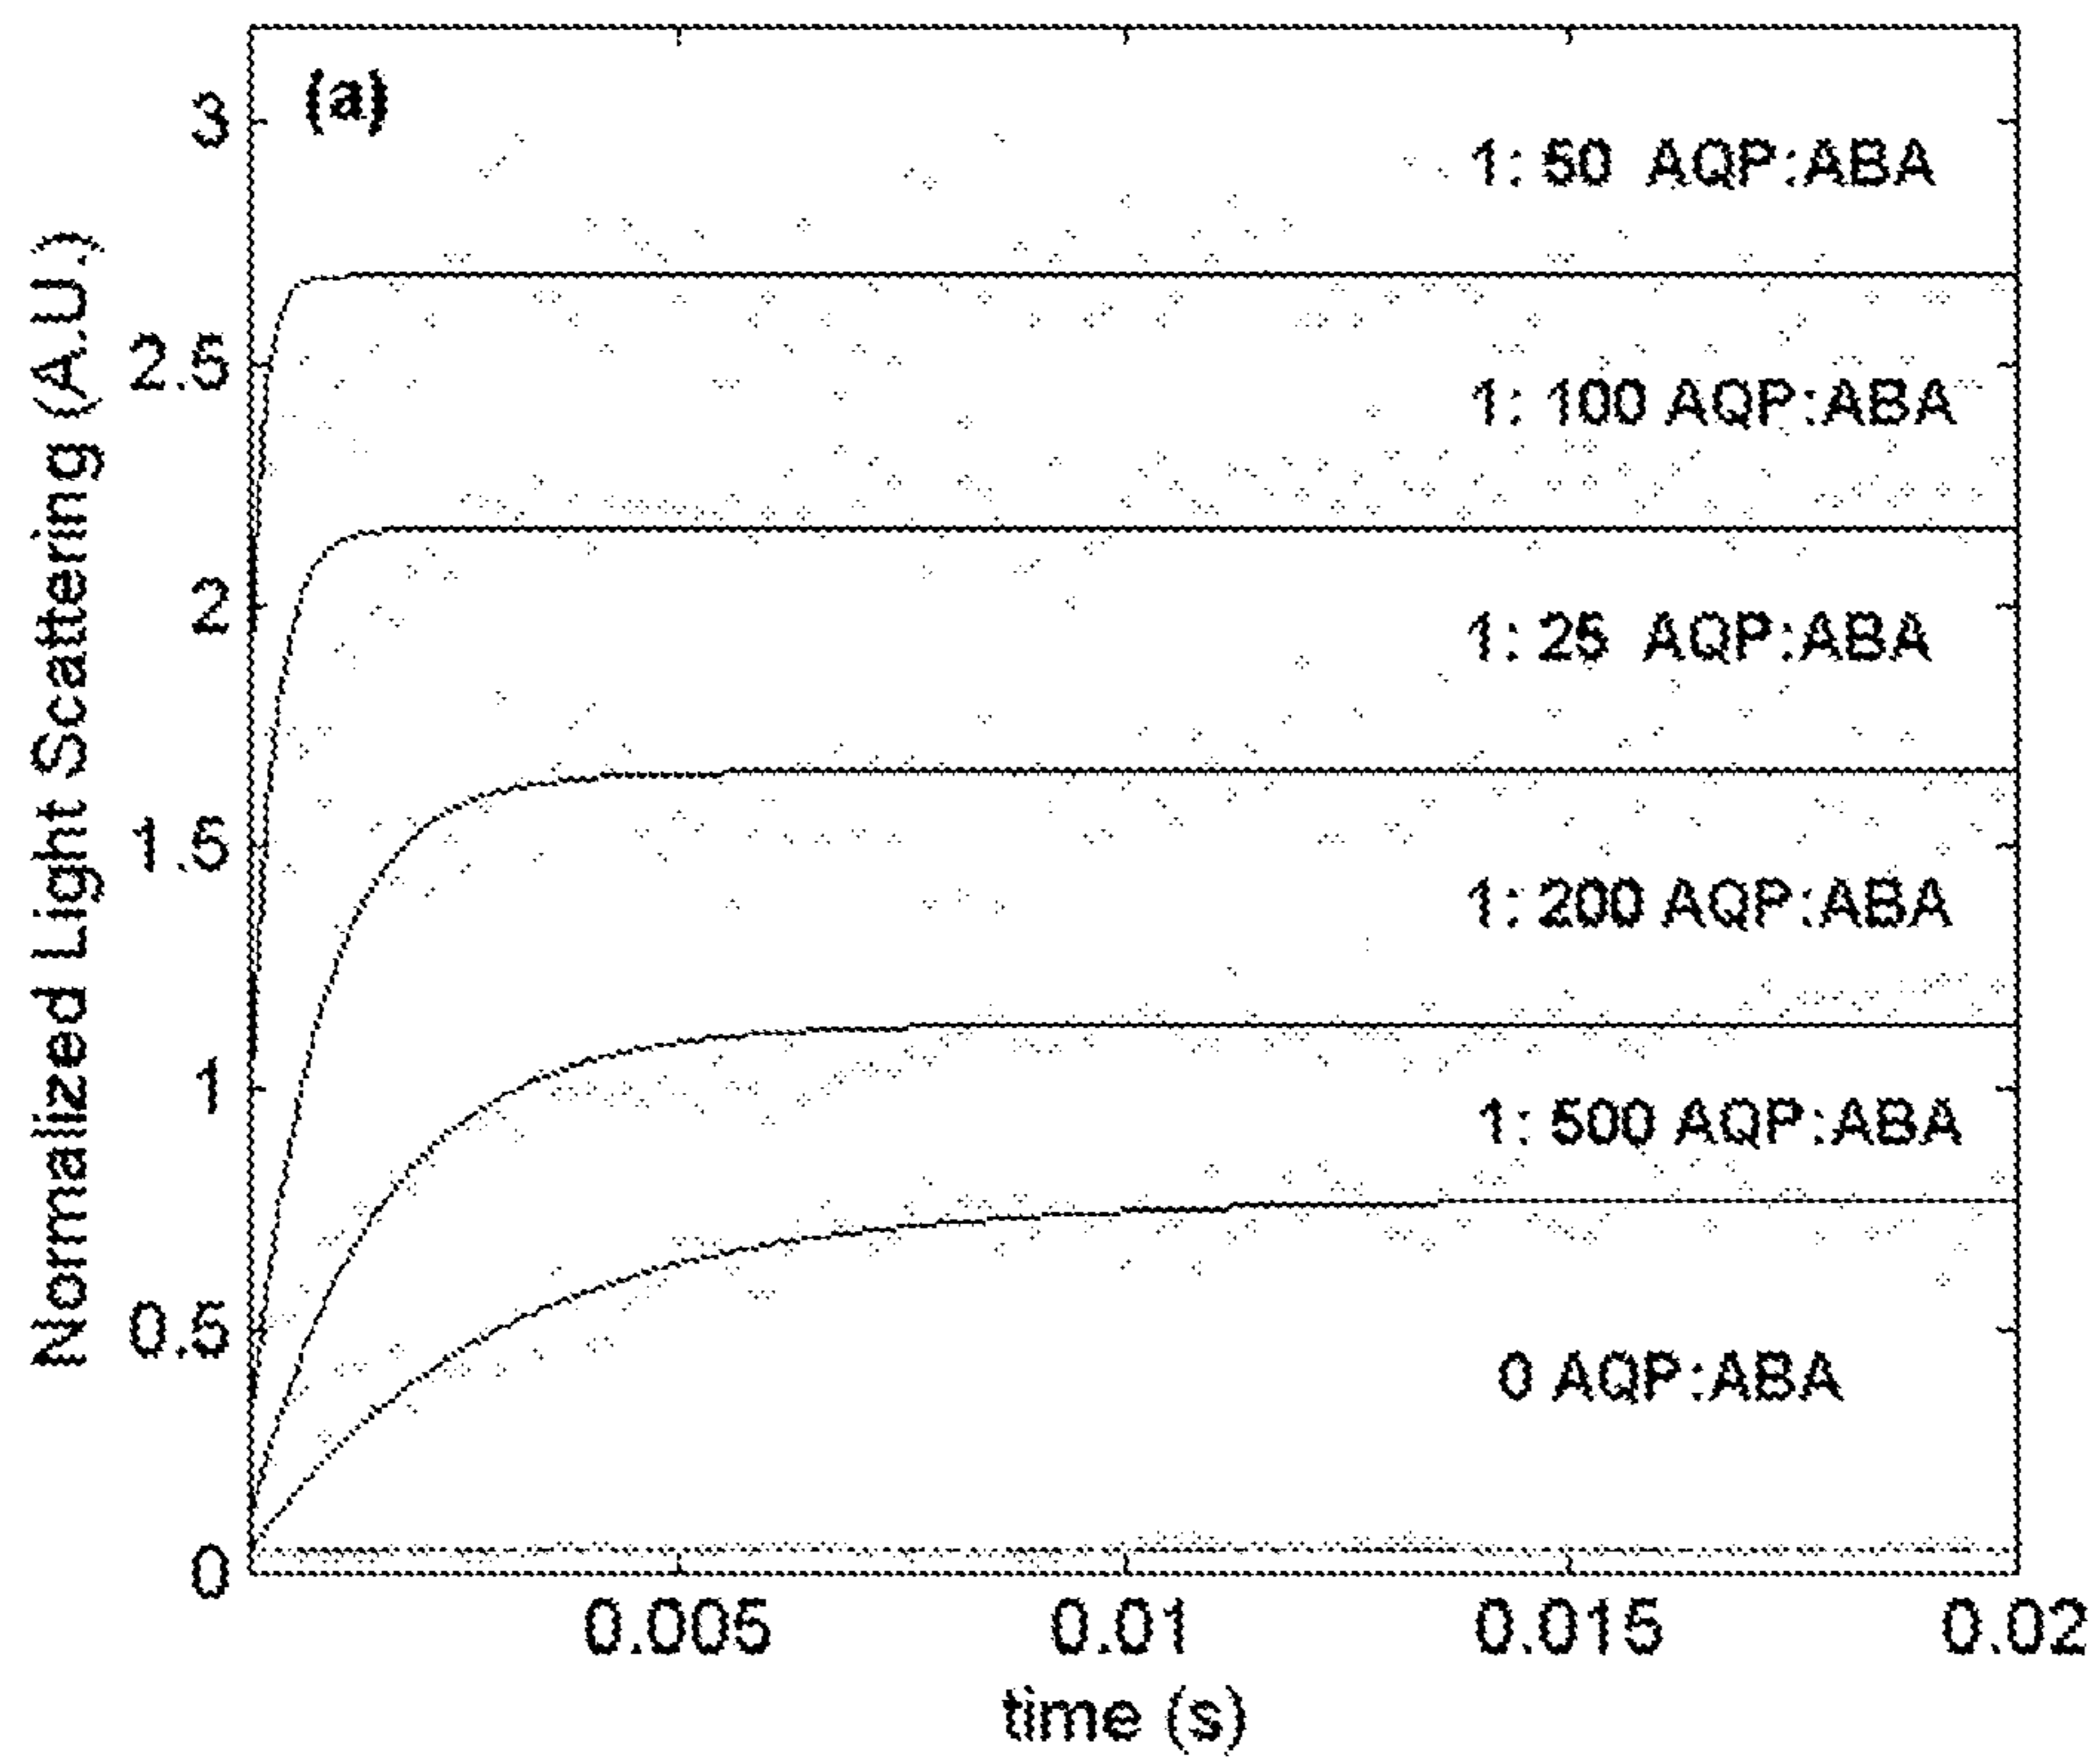 (a)
3
2.5
2
1.5
1
0.5
0
Normalized Light Scattering (A.U.)
1: 50 AQP:ABA
1: 100 AQP:ABA
1: 25 AQP:ABA
1: 200 AQP:ABA
1: 500 AQP:ABA
0 AQP:ABA
0.005 0.01 0.015 0.02
time (s)